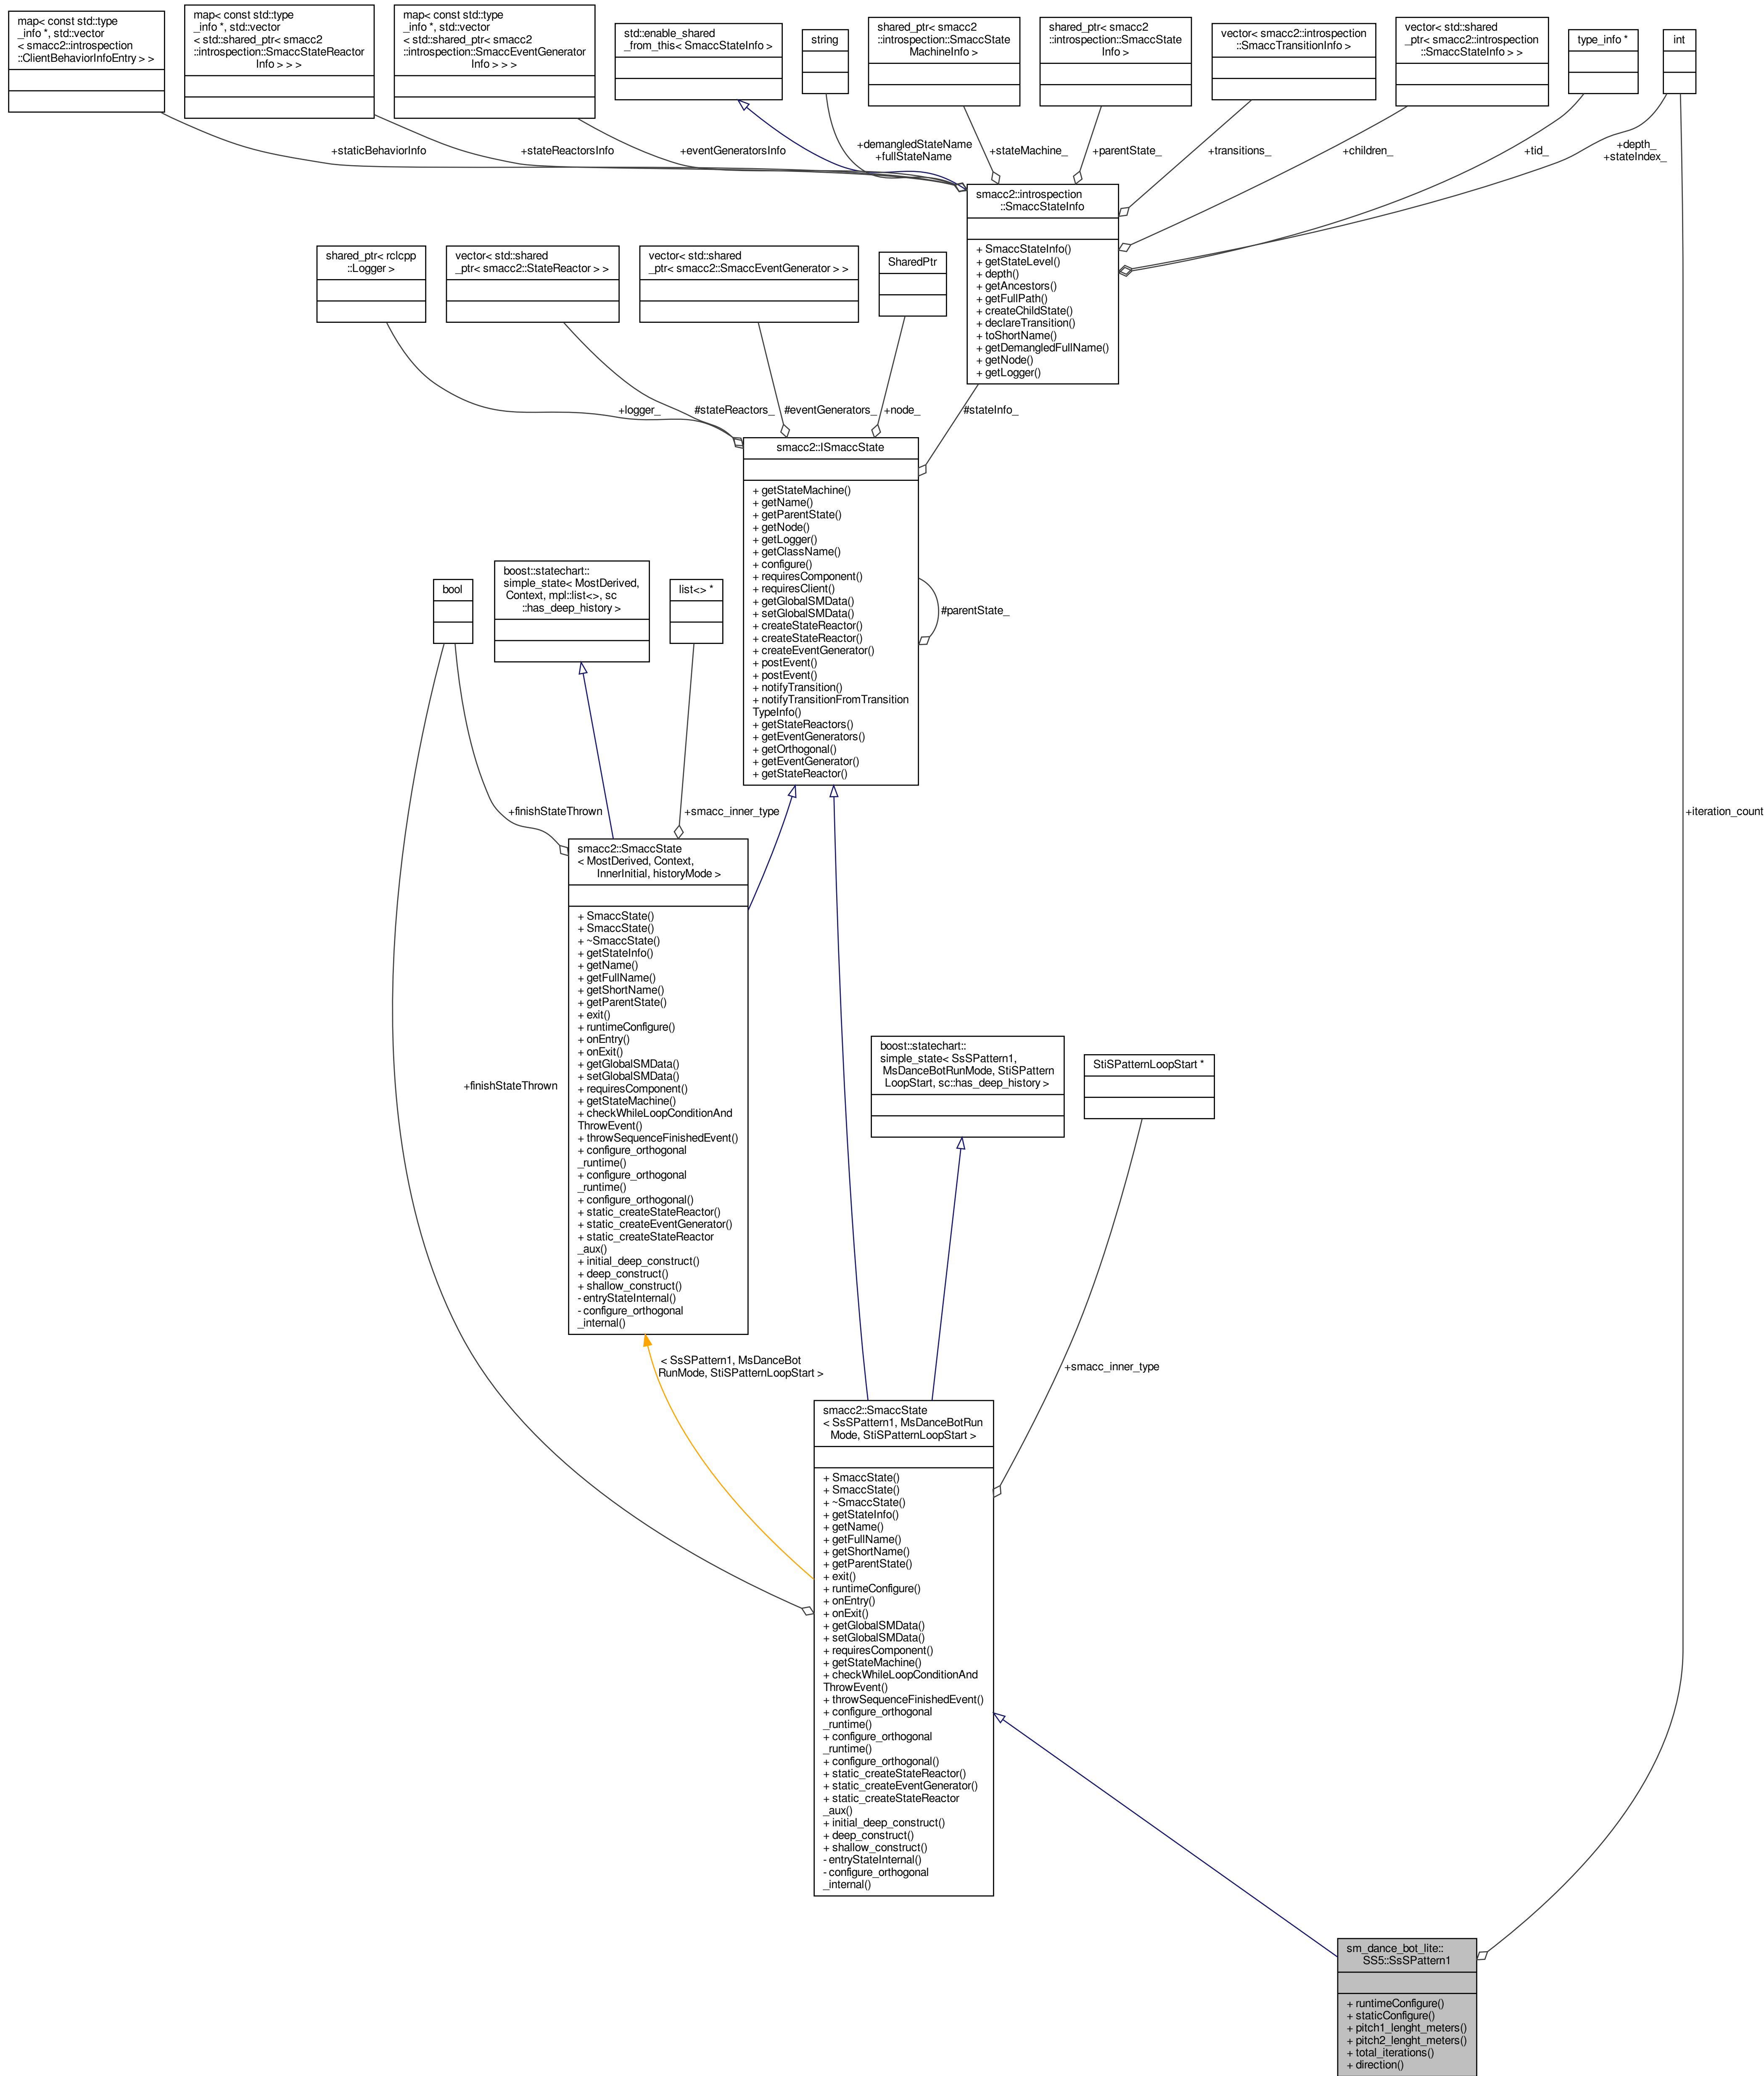 map< const std::type
_info *, std::vector
< smacc2::introspection
::ClientBehaviorInfoEntry > >
map< const std::type
_info *, std::vector
< std::shared_ptr< smacc2
::introspection::SmaccStateReactor
Info > > >
map< const std::type
_info *, std::vector
< std::shared_ptr< smacc2
::introspection::SmaccEventGenerator
Info > > >
std::enable_shared
_from_this< SmaccStateInfo >
string
shared_ptr< smacc2
::introspection::SmaccState
MachineInfo >
shared_ptr< smacc2
::introspection::SmaccState
Info >
vector< smacc2::introspection
::SmaccTransitionInfo >
vector< std::shared
_ptr< smacc2::introspection
::SmaccStateInfo > >
type_info *
int
+staticBehaviorInfo
+stateReactorsInfo
+eventGeneratorsInfo
+demangledStateName
+fullStateName
+stateMachine_
+parentState_
+transitions_
+children_
+tid_
+depth_
+stateIndex_
smacc2::introspection
::SmaccStateInfo
+ SmaccStateInfo()
+ getStateLevel()
+ depth()
+ getAncestors()
+ getFullPath()
+ createChildState()
+ declareTransition()
+ toShortName()
+ getDemangledFullName()
+ getNode()
+ getLogger()
shared_ptr< rclcpp
::Logger >
vector< std::shared
_ptr< smacc2::StateReactor > >
vector< std::shared
_ptr< smacc2::SmaccEventGenerator > >
SharedPtr
+logger_
#stateReactors_
#eventGenerators_
+node_
#stateInfo_
smacc2::ISmaccState
+ getStateMachine()
+ getName()
+ getParentState()
+ getNode()
+ getLogger()
+ getClassName()
+ configure()
+ requiresComponent()
+ requiresClient()
+ getGlobalSMData()
+ setGlobalSMData()
+ createStateReactor()
+ createStateReactor()
+ createEventGenerator()
+ postEvent()
+ postEvent()
+ notifyTransition()
+ notifyTransitionFromTransition
TypeInfo()
+ getStateReactors()
+ getEventGenerators()
+ getOrthogonal()
+ getEventGenerator()
+ getStateReactor()
#parentState_
bool
boost::statechart::
simple_state< MostDerived,
Context, mpl::list<>, sc
::has_deep_history >
list<> *
+finishStateThrown
+smacc_inner_type
+iteration_count
smacc2::SmaccState
< MostDerived, Context,
InnerInitial, historyMode >
+ SmaccState()
+ SmaccState()
+ ~SmaccState()
+ getStateInfo()
+ getName()
+ getFullName()
+ getShortName()
+ getParentState()
+ exit()
+ runtimeConfigure()
+ onEntry()
+ onExit()
+ getGlobalSMData()
+ setGlobalSMData()
+ requiresComponent()
+ getStateMachine()
+ checkWhileLoopConditionAnd
ThrowEvent()
+ throwSequenceFinishedEvent()
+ configure_orthogonal
_runtime()
+ configure_orthogonal
_runtime()
+ configure_orthogonal()
+ static_createStateReactor()
+ static_createEventGenerator()
+ static_createStateReactor
_aux()
+ initial_deep_construct()
+ deep_construct()
+ shallow_construct()
- entryStateInternal()
- configure_orthogonal
_internal()
+finishStateThrown
boost::statechart::
simple_state< SsSPattern1,
MsDanceBotRunMode, StiSPattern
LoopStart, sc::has_deep_history >
StiSPatternLoopStart *
< SsSPattern1, MsDanceBot
RunMode, StiSPatternLoopStart >
+smacc_inner_type
smacc2::SmaccState
< SsSPattern1, MsDanceBotRun
Mode, StiSPatternLoopStart >
+ SmaccState()
+ SmaccState()
+ ~SmaccState()
+ getStateInfo()
+ getName()
+ getFullName()
+ getShortName()
+ getParentState()
+ exit()
+ runtimeConfigure()
+ onEntry()
+ onExit()
+ getGlobalSMData()
+ setGlobalSMData()
+ requiresComponent()
+ getStateMachine()
+ checkWhileLoopConditionAnd
ThrowEvent()
+ throwSequenceFinishedEvent()
+ configure_orthogonal
_runtime()
+ configure_orthogonal
_runtime()
+ configure_orthogonal()
+ static_createStateReactor()
+ static_createEventGenerator()
+ static_createStateReactor
_aux()
+ initial_deep_construct()
+ deep_construct()
+ shallow_construct()
- entryStateInternal()
- configure_orthogonal
_internal()
sm_dance_bot_lite::
SS5::SsSPattern1
+ runtimeConfigure()
+ staticConfigure()
+ pitch1_lenght_meters()
+ pitch2_lenght_meters()
+ total_iterations()
+ direction()